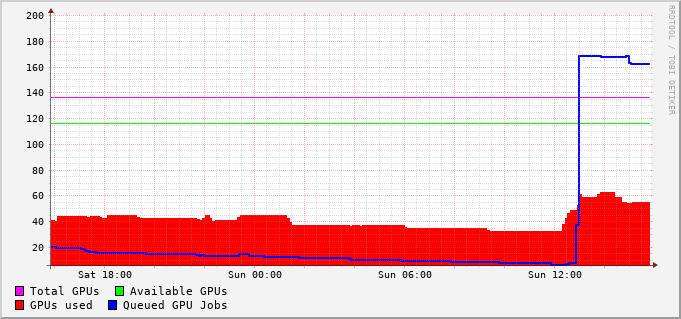 200
180
160
140
120
100
80
60
40
20
Sat 18:00 Sun 00:00 Sun 06:00 Sun 12:00
Total GPUs Available GPUs
GPUs used Queued GPU Jobs
RRDTOOL / TOBI OETIKER